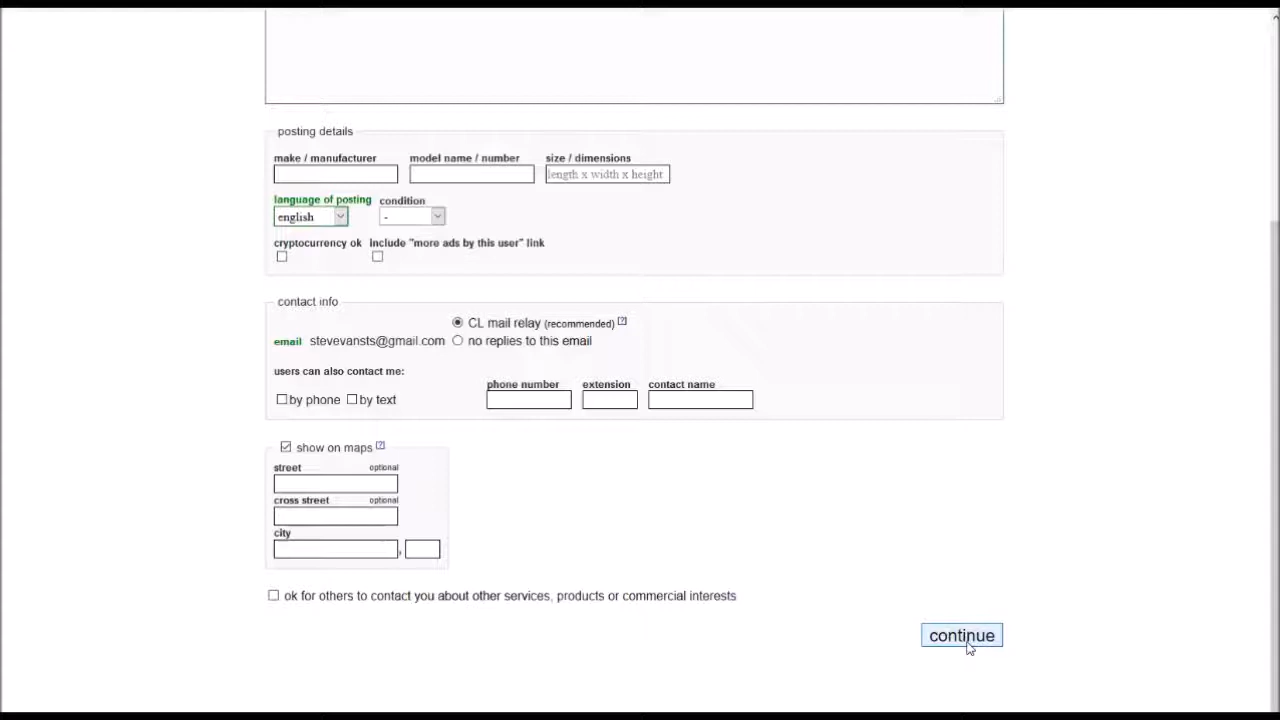 posting details
make / manufacturer model name / number size / dimensions
length x width x height
language of posting condition
english -
cryptocurrency ok include "more ads by this user" link
contact info
CL mail relay (recommended) [?]
email stevevansts@gmail.com no replies to this email
users can also contact me:
phone number extension contact name
by phone by text
show on maps [?]
street optional
cross street optional
city
,
ok for others to contact you about other services, products or commercial interests
continue